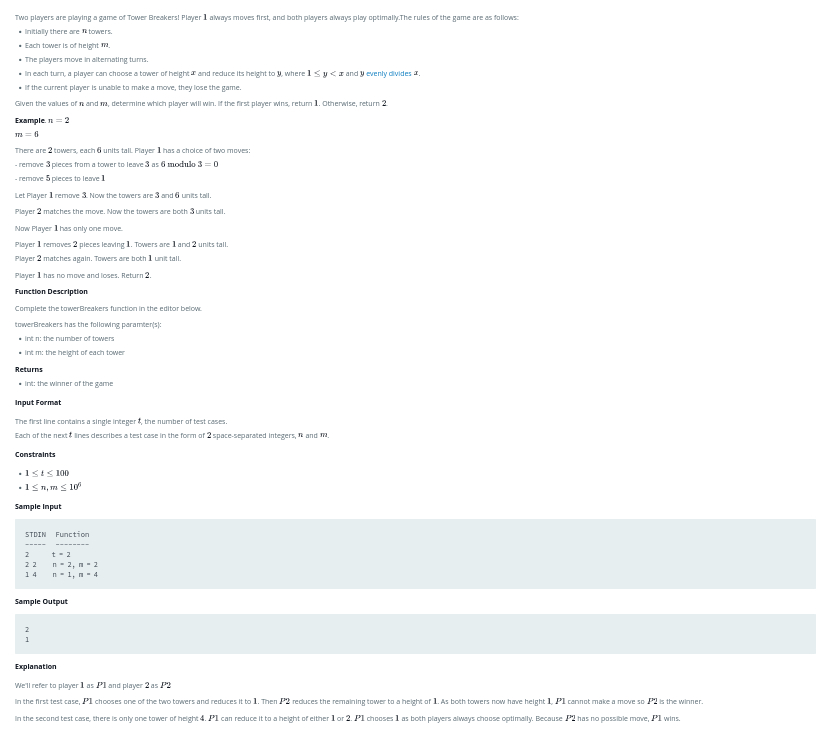 Two players are playing a game of Tower Breakers! Player 1 always moves first, and both players always play optimally.The rules of the game are as follows:
• Initially there are n towers.
• Each tower is of height m.
• The players move in alternating turns.
• In each turn, a player can choose a tower of height x and reduce its height to y, where 1 ≤ y < x and y evenly divides x.
• If the current player is unable to make a move, they lose the game.
Given the values of n and m, determine which player will win. If the first player wins, return 1. Otherwise, return 2.
Example. n = 2
m = 6
There are 2 towers, each 6 units tall. Player 1 has a choice of two moves:
- remove 3 pieces from a tower to leave 3 as 6 modulo 3 = 0
- remove 5 pieces to leave 1
Let Player 1 remove 3. Now the towers are 3 and 6 units tall.
Player 2 matches the move. Now the towers are both 3 units tall.
Now Player 1 has only one move.
Player 1 removes 2 pieces leaving 1. Towers are 1 and 2 units tall.
Player 2 matches again. Towers are both 1 unit tall.
Player 1 has no move and loses. Return 2.
Function Description
Complete the towerBreakers function in the editor below.
towerBreakers has the following paramter(s):
• int n: the number of towers
• int m: the height of each tower
Returns
• int: the winner of the game
Input Format
The first line contains a single integer t, the number of test cases.
Each of the next t lines describes a test case in the form of 2 space-separated integers, n and m.
Constraints
• 1 ≤ t ≤ 100
• 1 ≤ n, m ≤ 10⁶
Sample Input
STDIN Function
----- --------
2 t = 2
2 2 n = 2, m = 2
1 4 n = 1, m = 4
Sample Output
2
1
Explanation
We'll refer to player 1 as P1 and player 2 as P2
In the first test case, P1 chooses one of the two towers and reduces it to 1. Then P2 reduces the remaining tower to a height of 1. As both towers now have height 1, P1 cannot make a move so P2 is the winner.
In the second test case, there is only one tower of height 4. P1 can reduce it to a height of either 1 or 2. P1 chooses 1 as both players always choose optimally. Because P2 has no possible move, P1 wins.